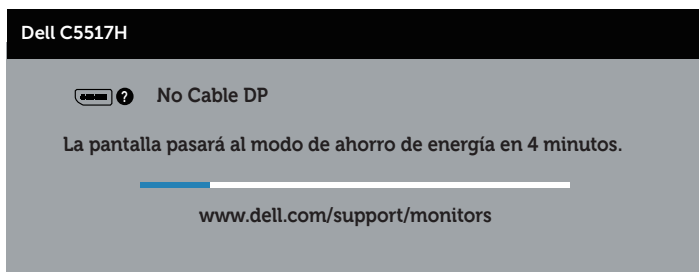 Dell C5517H
? No Cable DP
La pantalla pasará al modo de ahorro de energía en 4 minutos.
www.dell.com/support/monitors